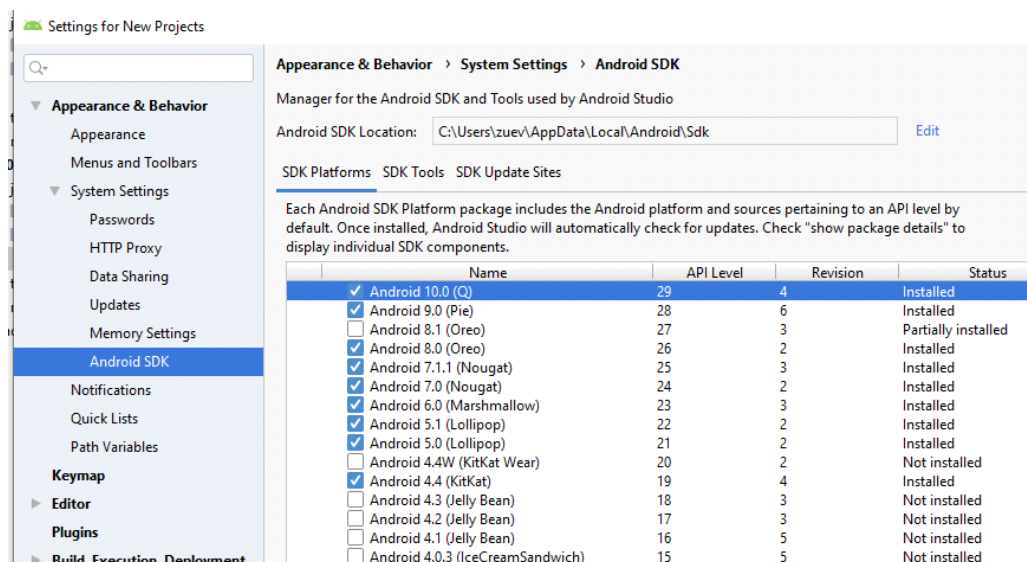 Settings for New Projects
Appearance & Behavior
Appearance
Menus and Toolbars
System Settings
Passwords
HTTP Proxy
Data Sharing
Updates
Memory Settings
Android SDK
Notifications
Quick Lists
Path Variables
Keymap
Editor
Plugins
Build, Execution, Deployment
Appearance & Behavior › System Settings › Android SDK
Manager for the Android SDK and Tools used by Android Studio
Android SDK Location: C:\Users\zuev\AppData\Local\Android\Sdk Edit
SDK Platforms SDK Tools SDK Update Sites
Each Android SDK Platform package includes the Android platform and sources pertaining to an API level by
default. Once installed, Android Studio will automatically check for updates. Check "show package details" to
display individual SDK components.
Name API Level Revision Status
Android 10.0 (Q) 29 4 Installed
Android 9.0 (Pie) 28 6 Installed
Android 8.1 (Oreo) 27 3 Partially installed
Android 8.0 (Oreo) 26 2 Installed
Android 7.1.1 (Nougat) 25 3 Installed
Android 7.0 (Nougat) 24 2 Installed
Android 6.0 (Marshmallow) 23 3 Installed
Android 5.1 (Lollipop) 22 2 Installed
Android 5.0 (Lollipop) 21 2 Installed
Android 4.4W (KitKat Wear) 20 2 Not installed
Android 4.4 (KitKat) 19 4 Installed
Android 4.3 (Jelly Bean) 18 3 Not installed
Android 4.2 (Jelly Bean) 17 3 Not installed
Android 4.1 (Jelly Bean) 16 5 Not installed
Android 4.0.3 (IceCreamSandwich) 15 5 Not installed